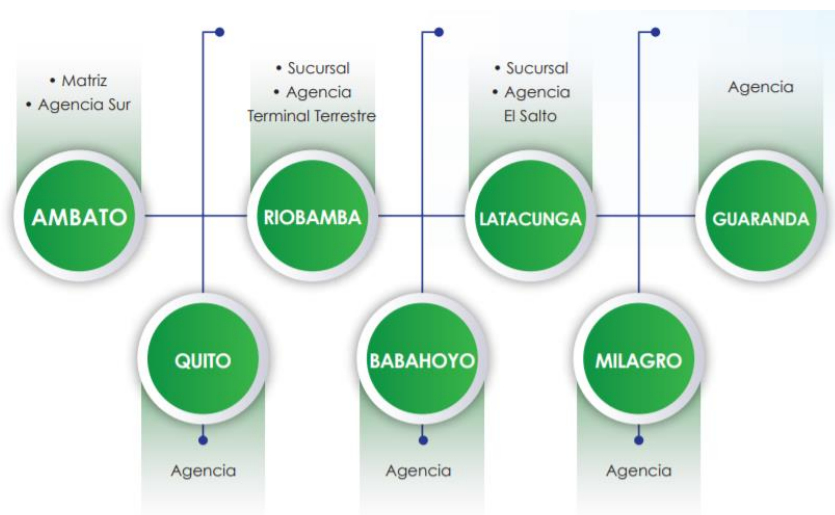 • Matriz
• Agencia Sur
AMBATO
• Sucursal
• Agencia
Terminal Terrestre
RIOBAMBA
• Sucursal
• Agencia
El Salto
LATACUNGA
Agencia
GUARANDA
QUITO
Agencia
BABAHOYO
Agencia
MILAGRO
Agencia